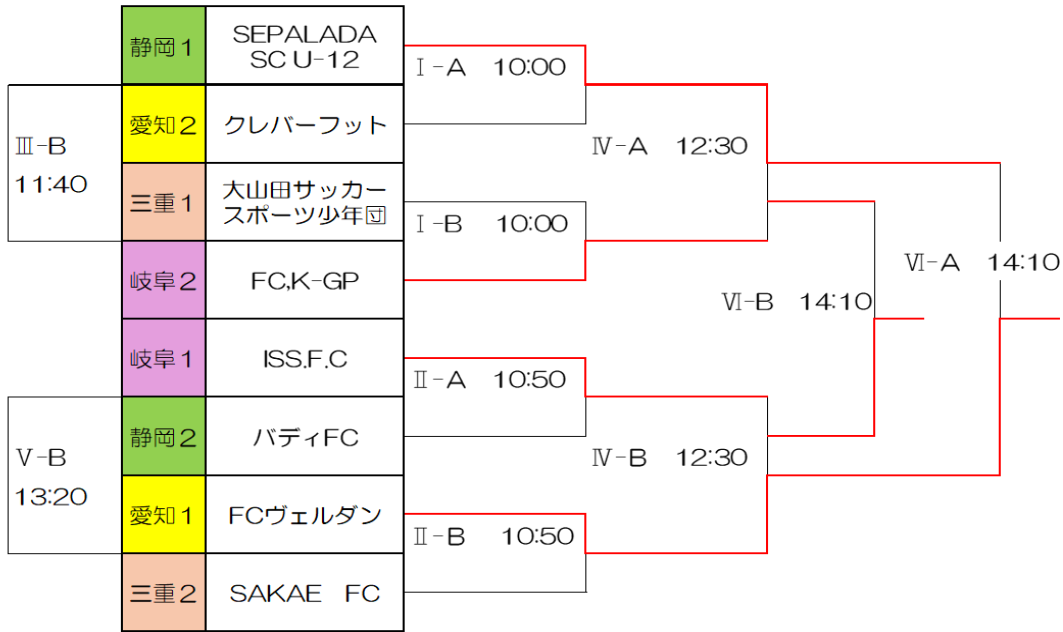 静岡1
SEPALADA
SC U-12
Ⅰ-A 10:00
愛知2
クレバーフット
Ⅲ-B
11:40
Ⅳ-A 12:30
三重1
大山田サッカー
スポーツ少年団
Ⅰ-B 10:00
岐阜2
FC,K-GP
Ⅵ-A 14:10
Ⅵ-B 14:10
岐阜1
ISS.F.C
Ⅱ-A 10:50
静岡2
バディFC
Ⅴ-B
13:20
Ⅳ-B 12:30
愛知1
FCヴェルダン
Ⅱ-B 10:50
三重2
SAKAE FC